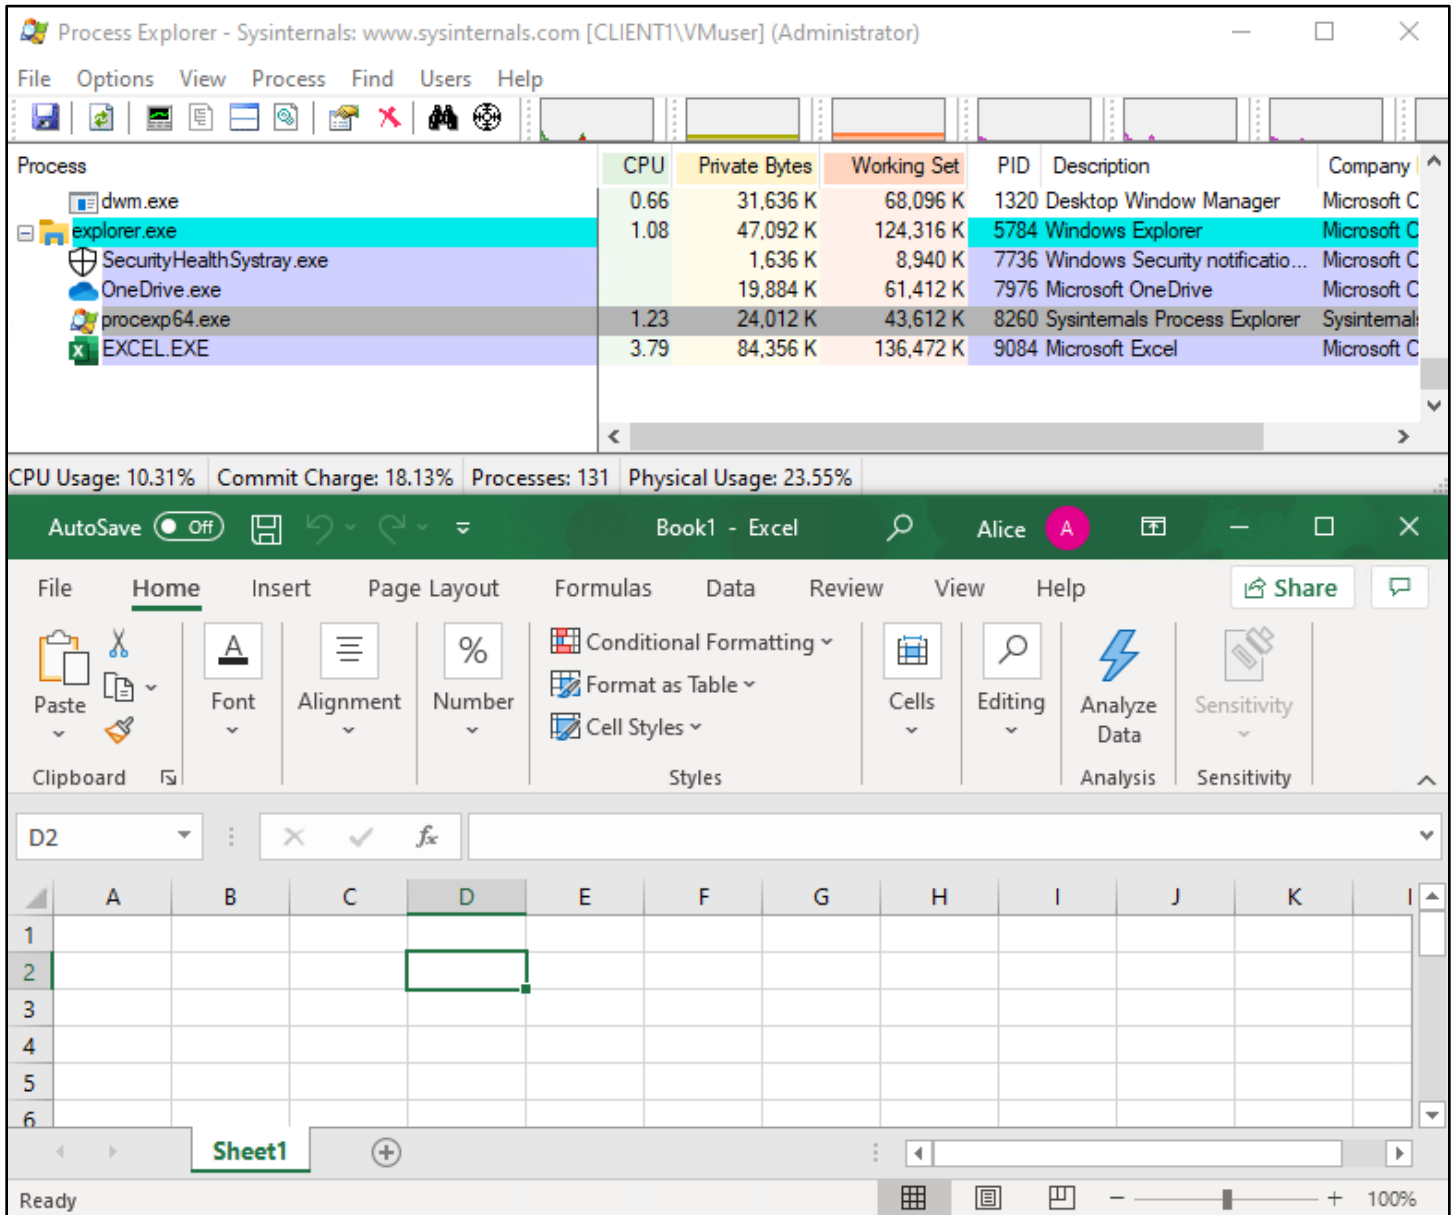 Process Explorer - Sysinternals: www.sysinternals.com [CLIENT1\VMuser] (Administrator)
File Options View Process Find Users Help
Process CPU Private Bytes Working Set PID Description Company
dwm.exe 0.66 31,636 K 68,096 K 1320 Desktop Window Manager Microsoft C
explorer.exe 1.08 47,092 K 124,316 K 5784 Windows Explorer Microsoft C
SecurityHealthSystray.exe 1,636 K 8,940 K 7736 Windows Security notificatio... Microsoft C
OneDrive.exe 19,884 K 61,412 K 7976 Microsoft OneDrive Microsoft C
procexp64.exe 1.23 24,012 K 43,612 K 8260 Sysinternals Process Explorer Sysinternals
EXCEL.EXE 3.79 84,356 K 136,472 K 9084 Microsoft Excel Microsoft C
CPU Usage: 10.31% Commit Charge: 18.13% Processes: 131 Physical Usage: 23.55%
AutoSave Off Book1 - Excel Alice A
File Home Insert Page Layout Formulas Data Review View Help Share
Paste Font Alignment Number Conditional Formatting Cells Editing Analyze Data Sensitivity
Format as Table
Cell Styles
Clipboard Styles Analysis Sensitivity
D2 fx
A B C D E F G H I J K
1
2
3
4
5
6
Sheet1
Ready 100%